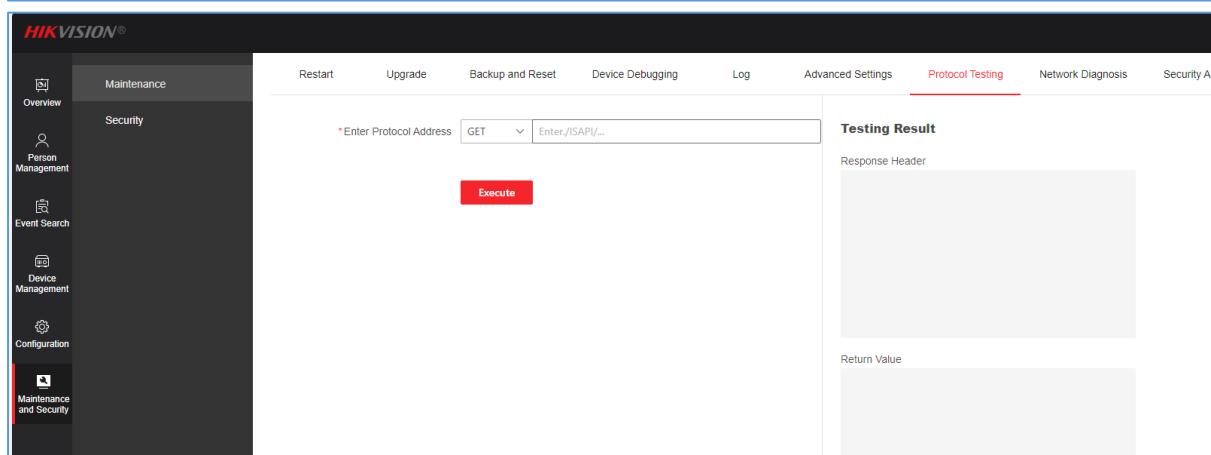 HIKVISION®
Overview
Person
Management
Event Search
Device
Management
Configuration
Maintenance
and Security
Maintenance
Security
Restart Upgrade Backup and Reset Device Debugging Log Advanced Settings Protocol Testing Network Diagnosis Security A
*Enter Protocol Address GET Enter./ISAPI/...
Execute
Testing Result
Response Header
Return Value